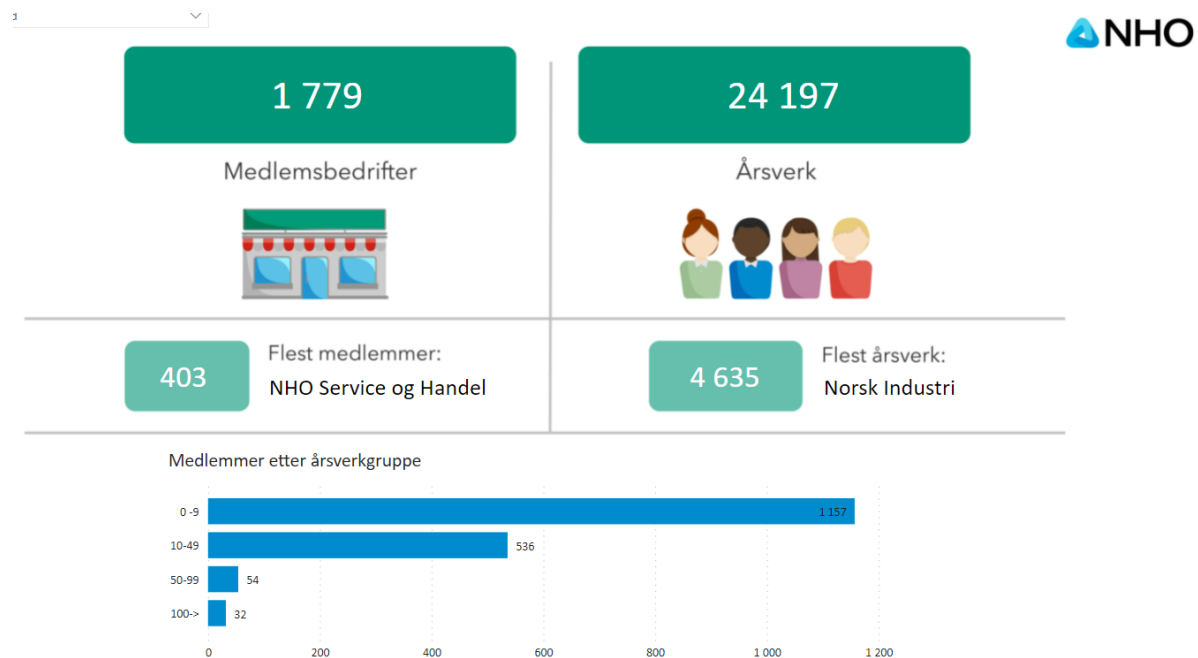 NHO
1 779
24 197
Medlemsbedrifter
Årsverk
403
Flest medlemmer:
NHO Service og Handel
4 635
Flest årsverk:
Norsk Industri
Medlemmer etter årsverkgruppe
0 -9
1 157
10-49
536
50-99
54
100->
32
0
200
400
600
800
1 000
1 200